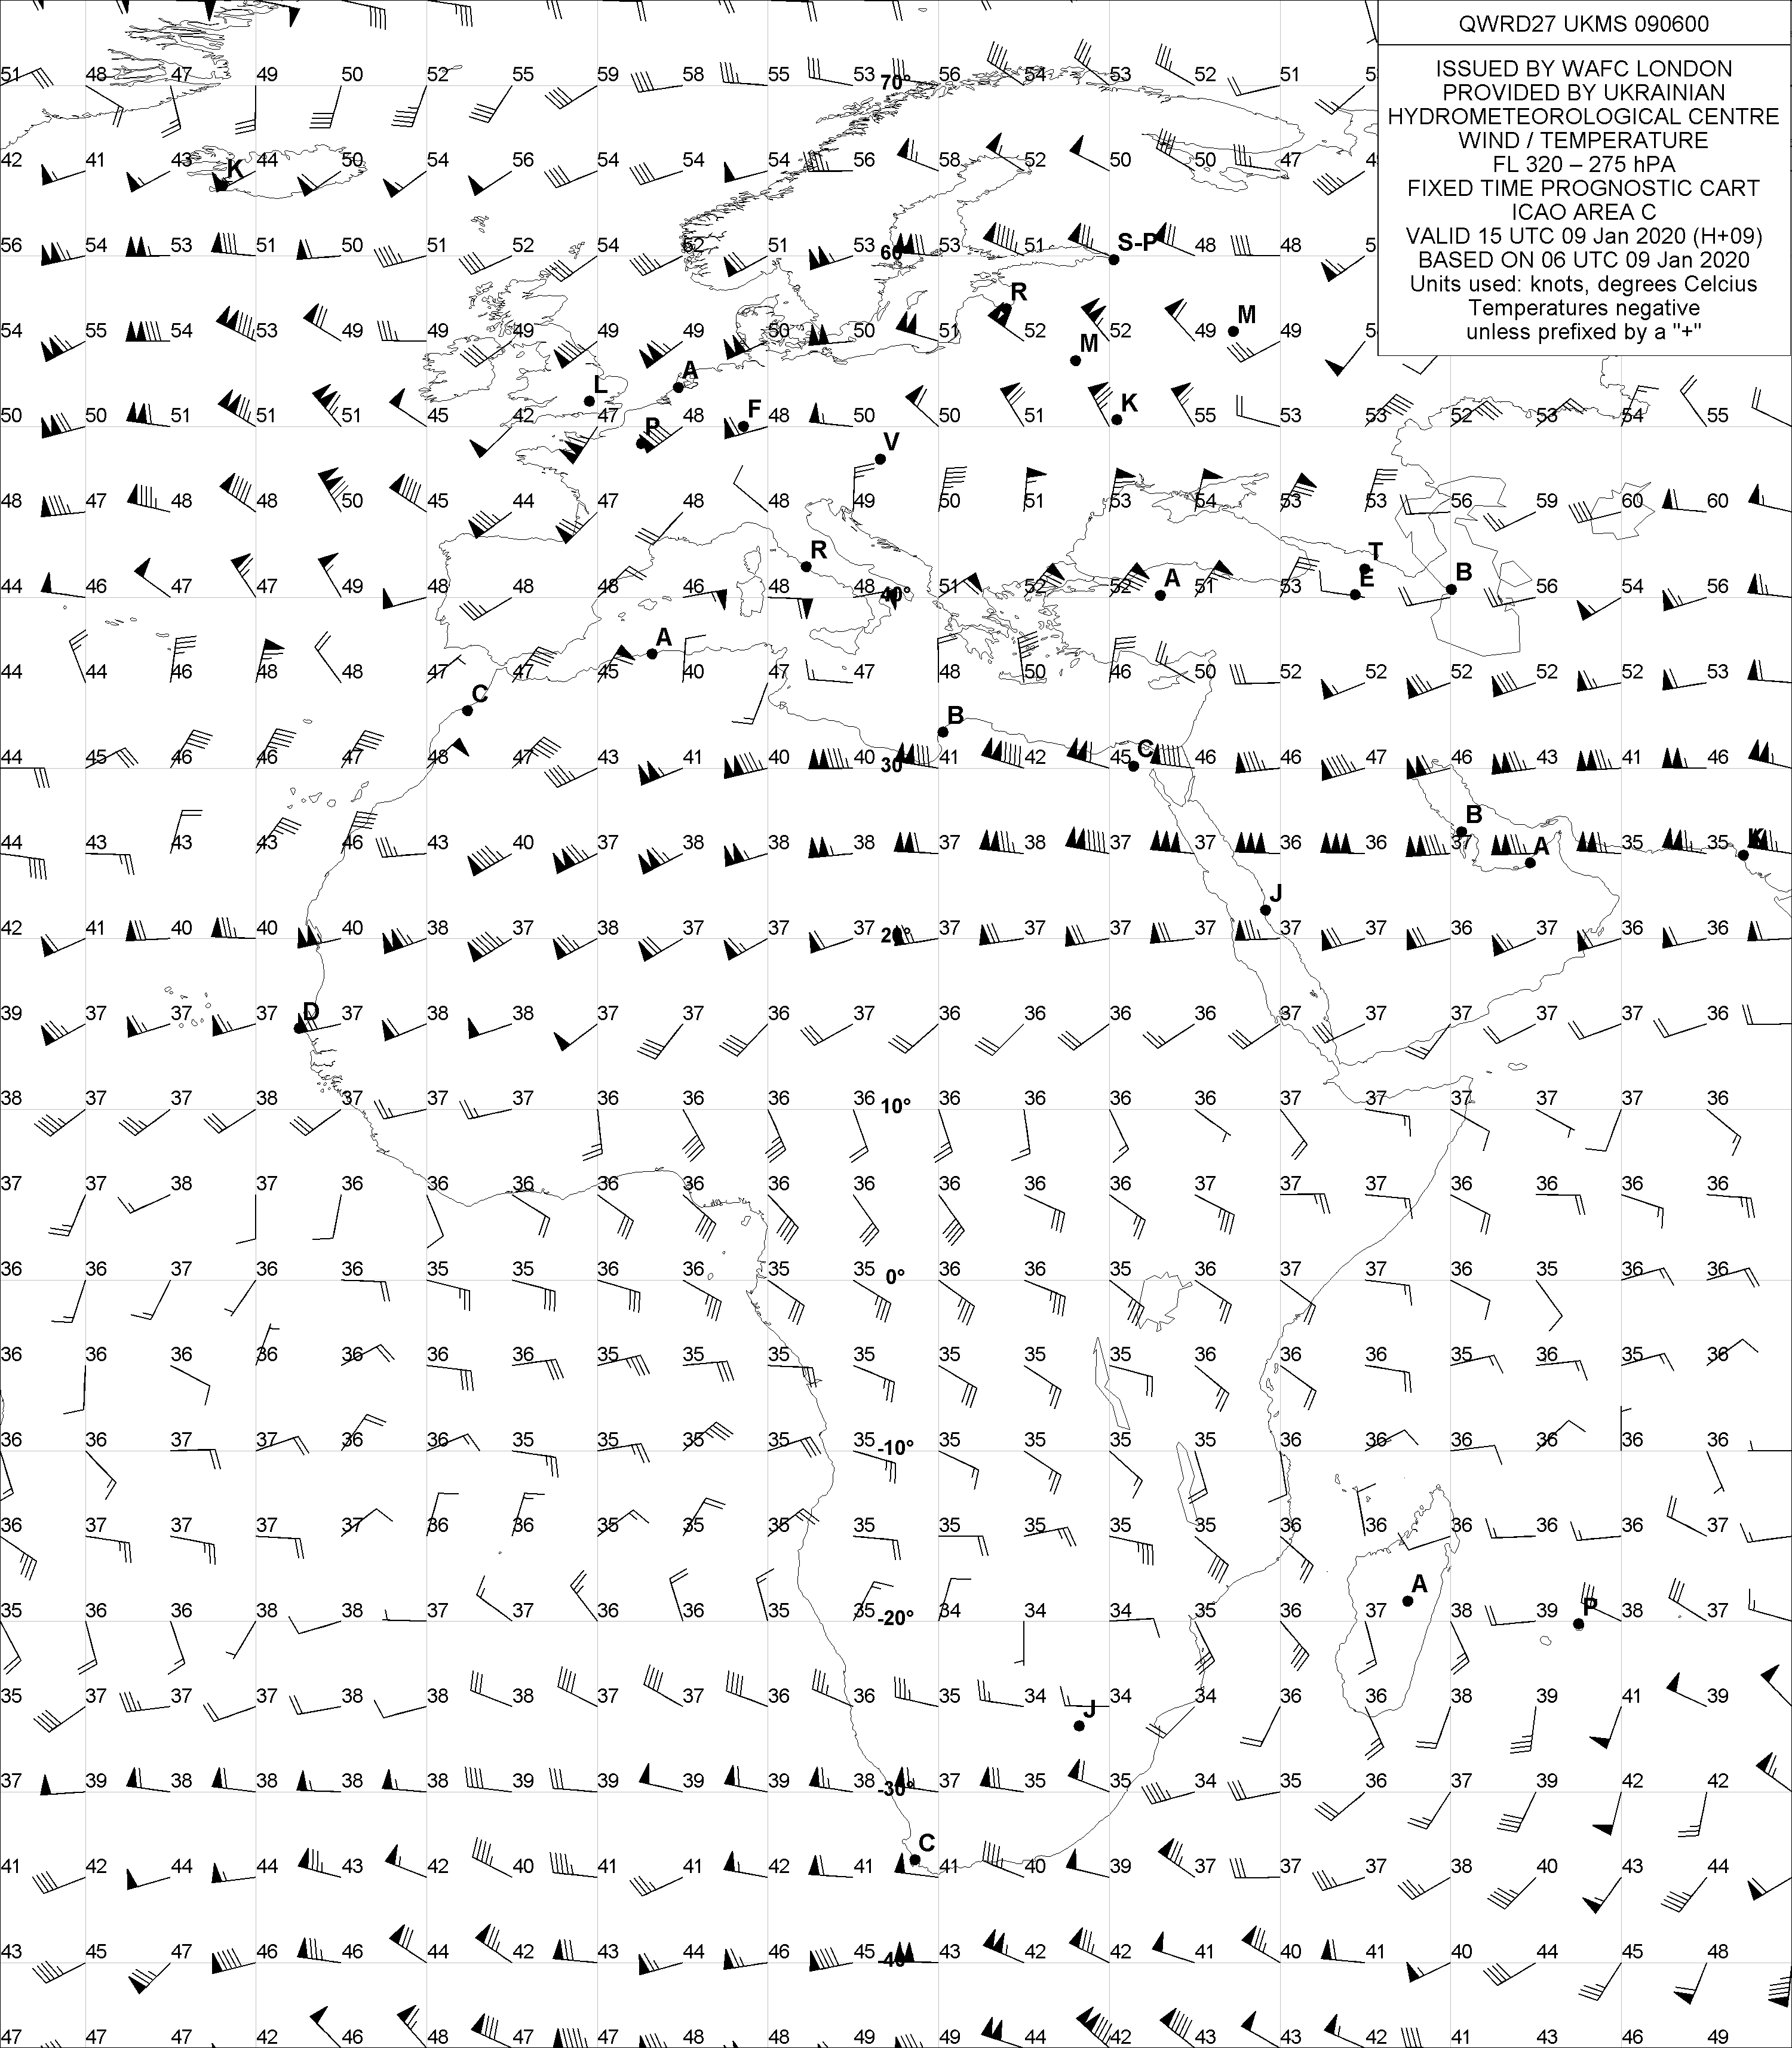 QWRD27 UKMS 090600
ISSUED BY WAFC LONDON
PROVIDED BY UKRAINIAN
HYDROMETEOROLOGICAL CENTRE
WIND / TEMPERATURE
FL 320 – 275 hPA
FIXED TIME PROGNOSTIC CART
ICAO AREA C
VALID 15 UTC 09 Jan 2020 (H+09)
BASED ON 06 UTC 09 Jan 2020
Units used: knots, degrees Celcius
Temperatures negative
unless prefixed by a "+"
51 48 47 49 50 52 55 59 58 55 53 70° 56 54 53 52 51 5
42 41 43 K 44 50 54 56 54 54 54 56 58 52 50 50 47 4
56 54 53 51 50 51 52 54 52 51 53 60° 53 51 S-P 48 48 5
R
54 55 54 53 49 49 49 49 49 50 50 51 52 M 52 49 M 49 5
A
L
50 50 51 51 51 45 42 47 P 48 F 48 50 50 51 K 55 53 53 52 53 54 55
V
48 47 48 48 50 45 44 47 48 48 49 50 51 53 54 53 53 56 59 60 60
R T
44 46 47 47 49 48 48 48 46 48 48 40° 51 52 52 A 51 53 E B 56 54 56
A
44 44 46 48 48 47 47 45 40 47 47 48 50 46 50 52 52 52 52 52 53
C
B
44 45 46 46 47 48 47 43 41 40 40 30° 41 42 45 C 46 46 47 46 43 41 46
B
44 43 43 43 46 43 40 37 38 38 38 37 38 37 37 36 36 37 A 35 35 K
J
42 41 40 40 40 38 37 38 37 37 37 20° 37 37 37 37 37 37 36 37 36 36
D
39 37 37 37 37 38 38 37 37 36 37 36 36 36 36 37 37 37 37 37 36
38 37 37 38 37 37 37 36 36 36 36 10° 36 36 36 36 37 37 37 37 37 36
37 37 38 37 36 36 36 36 36 36 36 36 36 36 37 37 37 36 36 36 36
36 36 37 36 36 35 35 36 36 35 35 0° 36 36 36 36 37 37 36 35 36 36
36 36 36 36 36 36 36 35 35 35 35 35 35 35 36 36 36 35 36 35 36
36 36 37 37 36 36 35 35 35 35 35 -10° 35 35 35 35 36 36 36 36 36 36
36 37 37 37 37 36 36 35 35 35 35 35 35 35 35 36 36 36 36 36 37
A
35 36 36 38 38 37 37 36 36 35 35 -20° 34 34 34 35 36 37 38 39 P 38 37
35 37 37 37 38 38 38 37 37 36 36 35 34 34 34 36 36 38 39 41 39
J
37 39 38 38 38 38 39 39 39 39 38 -30° 37 35 35 34 35 36 37 39 42 42
C
41 42 44 44 43 42 40 41 41 42 41 41 40 39 37 37 37 38 40 43 44
43 45 47 46 46 44 42 43 44 46 45 -40° 43 42 42 41 40 41 40 44 45 48
47 47 47 42 46 48 47 47 48 48 49 49 44 42 43 43 42 41 43 46 49